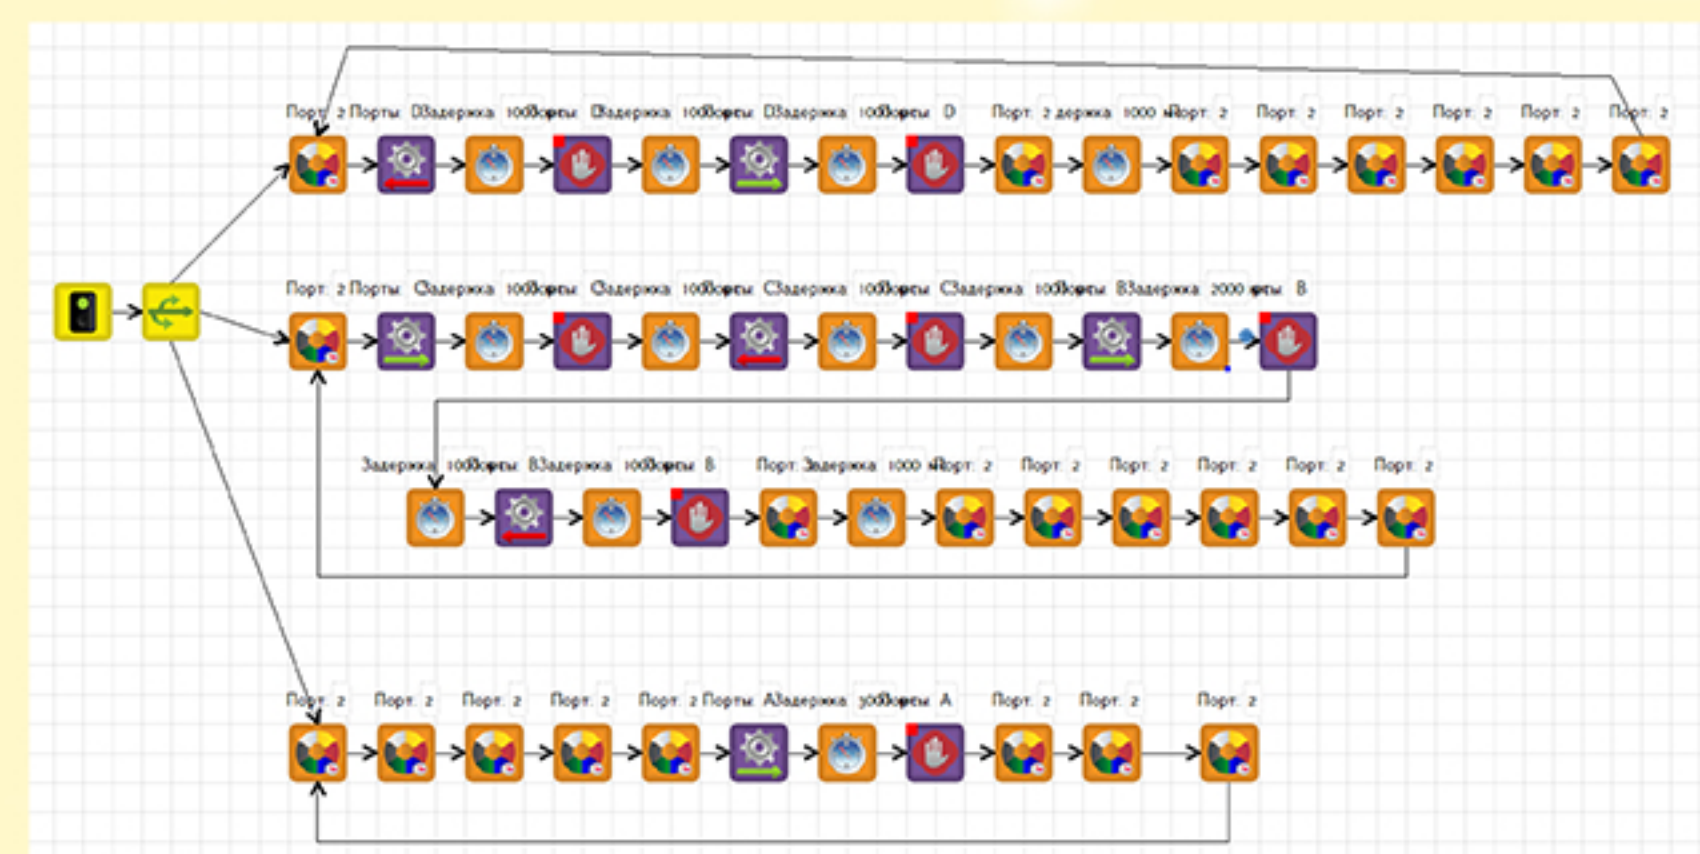 Порт: 2 Порты: D Задержка 1000 Порты: D Задержка 1000 Порты: D Задержка 1000 Порты: D Порт: 2 держка 1000 м Порт: 2 Порт: 2 Порт: 2 Порт: 2 Порт: 2 Порт: 2
Порт: 2 Порты: C Задержка 1000 Порты: C Задержка 1000 Порты: C Задержка 1000 Порты: C Задержка 1000 Порты: B Задержка 2000 рты: B
Задержка 1000 Порты: B Задержка 1000 Порты: B Порт: Задержка 1000 м Порт: 2 Порт: 2 Порт: 2 Порт: 2 Порт: 2 Порт: 2
Порт: 2 Порт: 2 Порт: 2 Порт: 2 Порт: 2 Порты: A Задержка 3000 Порты: A Порт: 2 Порт: 2 Порт: 2